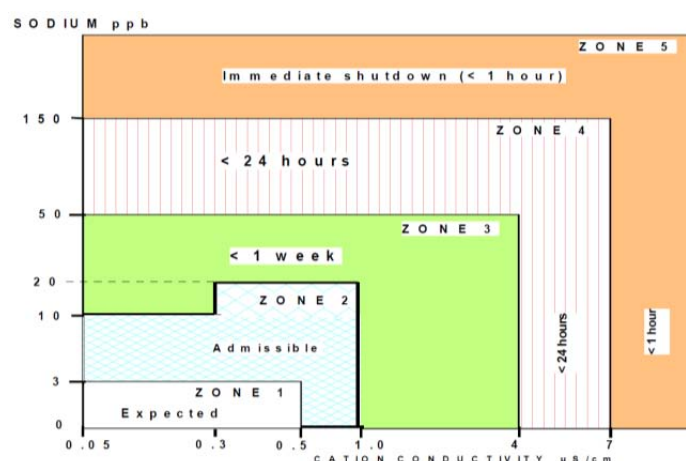 SODIUM ppb
ZONE 5
Immediate shutdown (< 1 hour)
150
ZONE 4
< 24 hours
50
ZONE 3
< 1 week
20
ZONE 2
10
Admissible
< 24 hours
< 1 hour
3
ZONE 1
Expected
0
0.05
0.3
0.5
1.0
4
7
CATION CONDUCTIVITY µS/cm